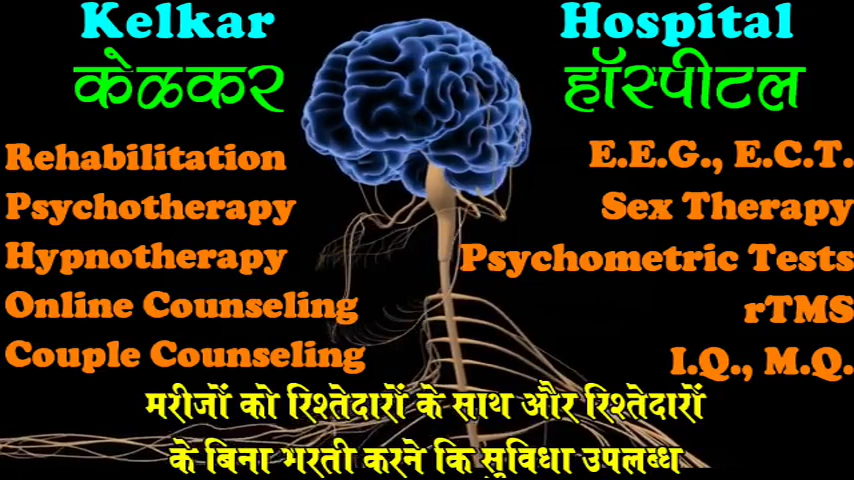 Kelkar Hospital
केळकर हॉस्पीटल
Rehabilitation
Psychotherapy
Hypnotherapy
Online Counseling
Couple Counseling
E.E.G., E.C.T.
Sex Therapy
Psychometric Tests
rTMS
I.Q., M.Q.
मरीजों को रिश्तेदारों के साथ और रिश्तेदारों
के बिना भरती करने कि सुविधा उपलब्ध